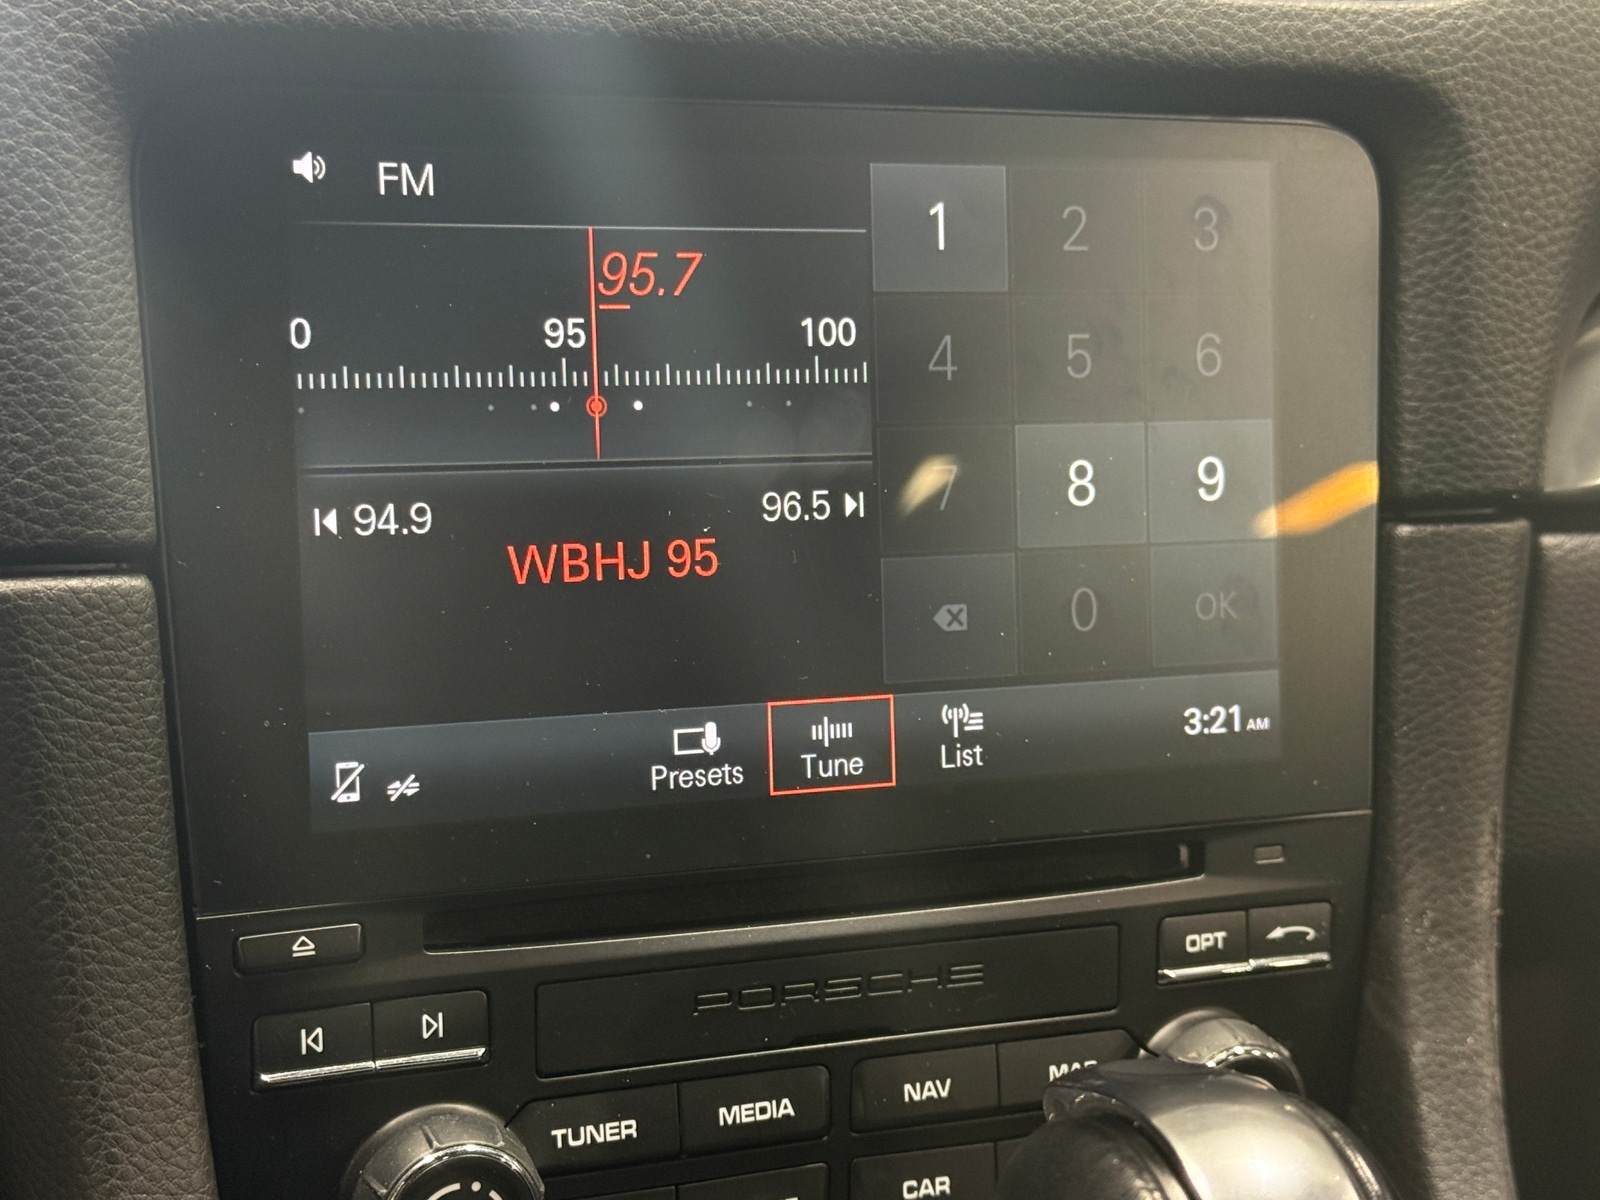 FM
95.7
0 95 100
94.9 96.5
WBHJ 95
1 2 3
4 5 6
7 8 9
0 OK
Presets Tune List
3:21 AM
OPT
PORSCHE
TUNER MEDIA NAV MAP
CAR